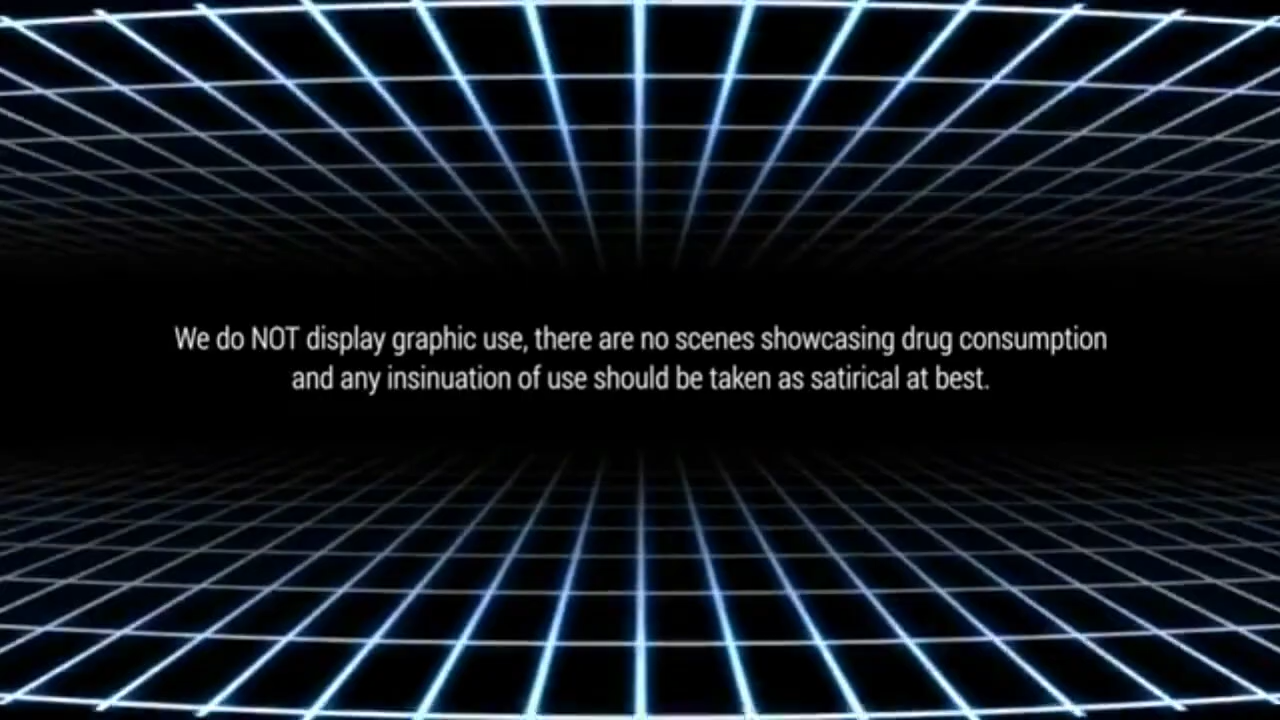 We do NOT display graphic use, there are no scenes showcasing drug consumption
and any insinuation of use should be taken as satirical at best.